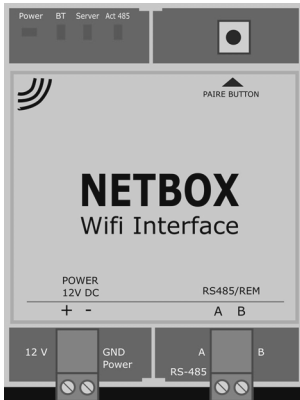 Power BT Server Act 485
PAIRE BUTTON
NETBOX
Wifi Interface
POWER
12V DC
RS485/REM
+ -
A B
12 V
GND
Power
A
B
RS-485